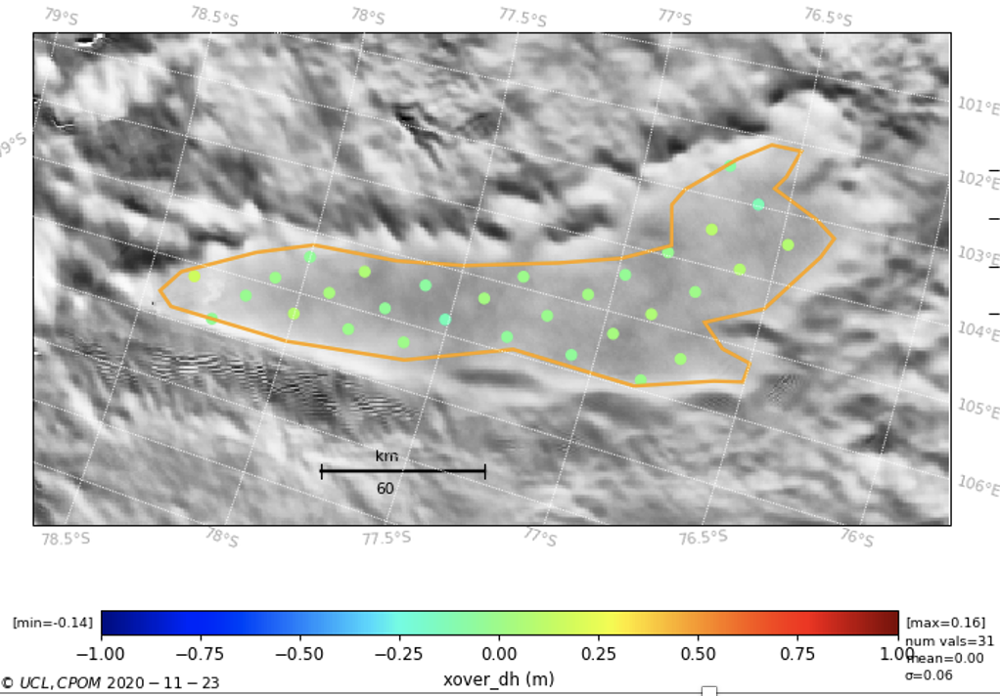 79°S 78.5°S 78°S 77.5°S 77°S 76.5°S
101°E
9°S
102°E
103°E
104°E
105°E
106°E
km
60
78.5°S 78°S 77.5°S 77°S 76.5°S 76°S
[min=-0.14] [max=0.16]
num vals=31
−1.00 −0.75 −0.50 −0.25 0.00 0.25 0.50 0.75 1.00
mean=0.00
© UCL, CPOM 2020 − 11 − 23 xover_dh (m) σ=0.06